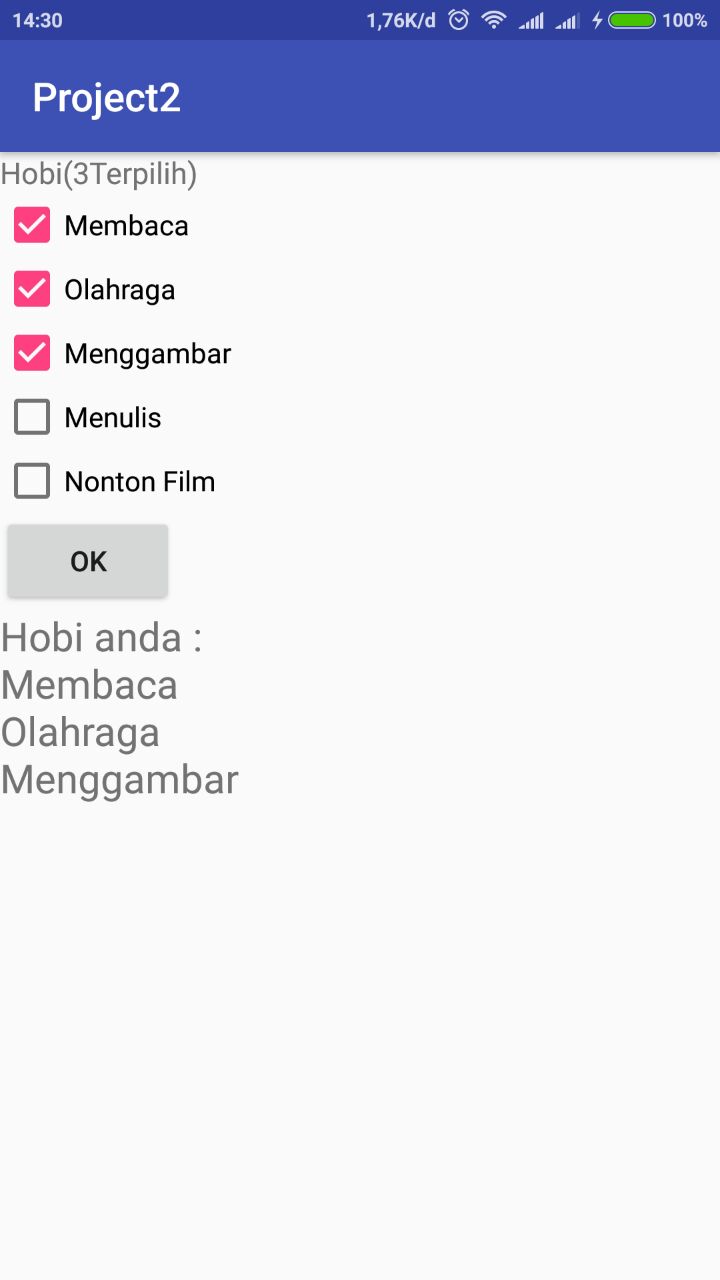 14:30 1,76K/d 100%
Project2
Hobi(3Terpilih)
Membaca
Olahraga
Menggambar
Menulis
Nonton Film
OK
Hobi anda :
Membaca
Olahraga
Menggambar